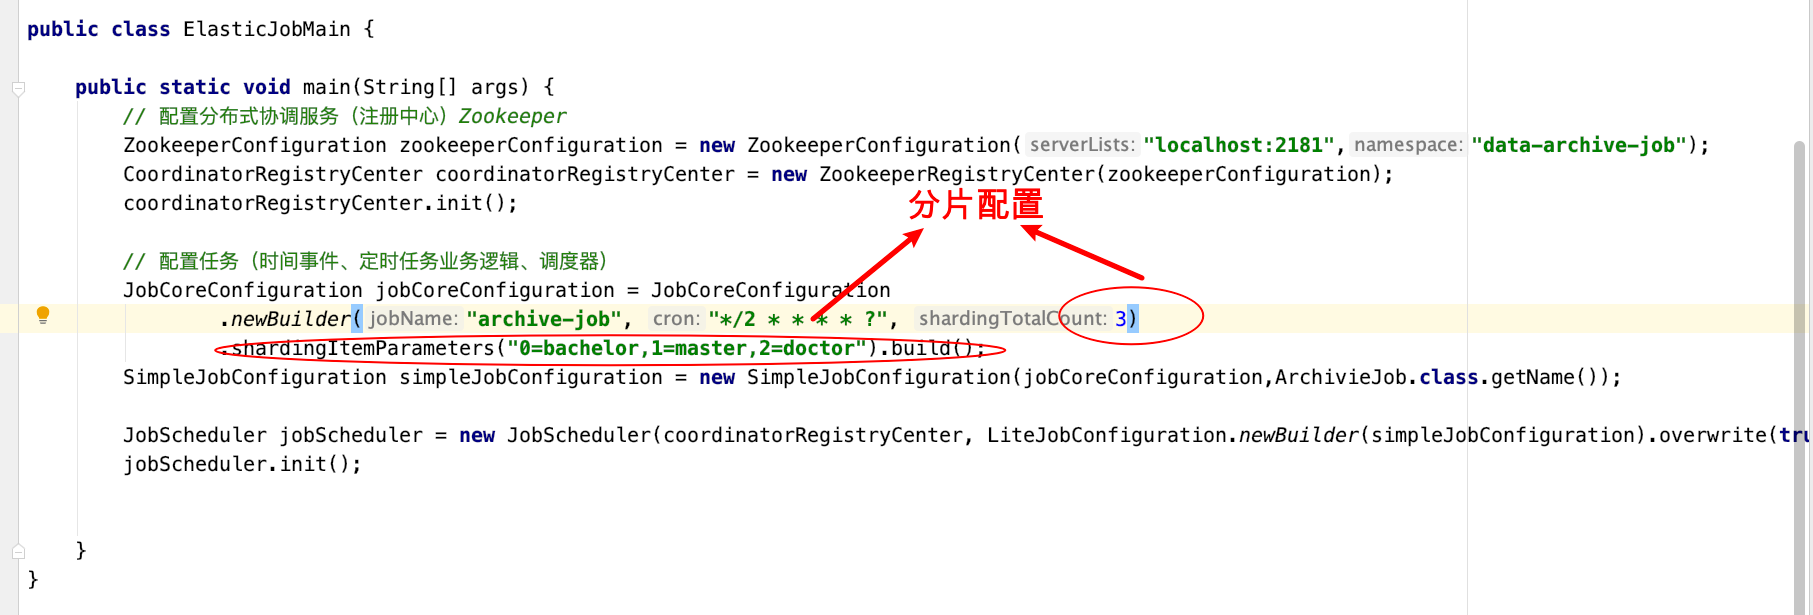 public class ElasticJobMain {
public static void main(String[] args) {
// 配置分布式协调服务（注册中心）Zookeeper
ZookeeperConfiguration zookeeperConfiguration = new ZookeeperConfiguration( serverLists: "localhost:2181", namespace: "data-archive-job");
CoordinatorRegistryCenter coordinatorRegistryCenter = new ZookeeperRegistryCenter(zookeeperConfiguration);
coordinatorRegistryCenter.init();
分片配置
// 配置任务（时间事件、定时任务业务逻辑、调度器）
JobCoreConfiguration jobCoreConfiguration = JobCoreConfiguration
.newBuilder( jobName: "archive-job", cron: "*/2 * * * * ?", shardingTotalCount: 3)
.shardingItemParameters("0=bachelor,1=master,2=doctor").build();
SimpleJobConfiguration simpleJobConfiguration = new SimpleJobConfiguration(jobCoreConfiguration,ArchivieJob.class.getName());
JobScheduler jobScheduler = new JobScheduler(coordinatorRegistryCenter, LiteJobConfiguration.newBuilder(simpleJobConfiguration).overwrite(tru
jobScheduler.init();
}
}